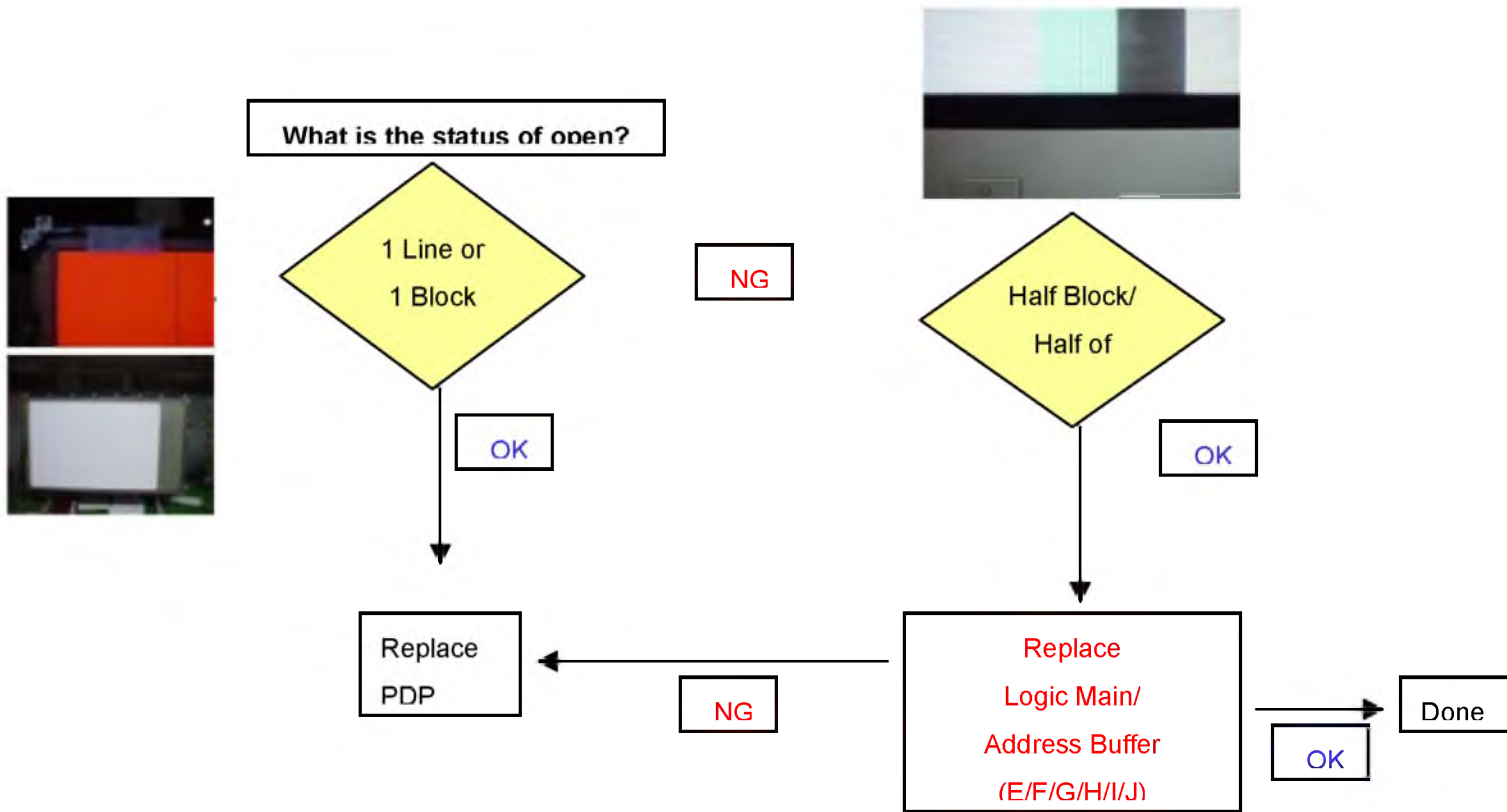 What is the status of open?
1 Line or
1 Block
NG
Half Block/
Half of
OK
OK
Replace
PDP
NG
Replace
Logic Main/
Address Buffer
(E/F/G/H/I/J)
OK
Done